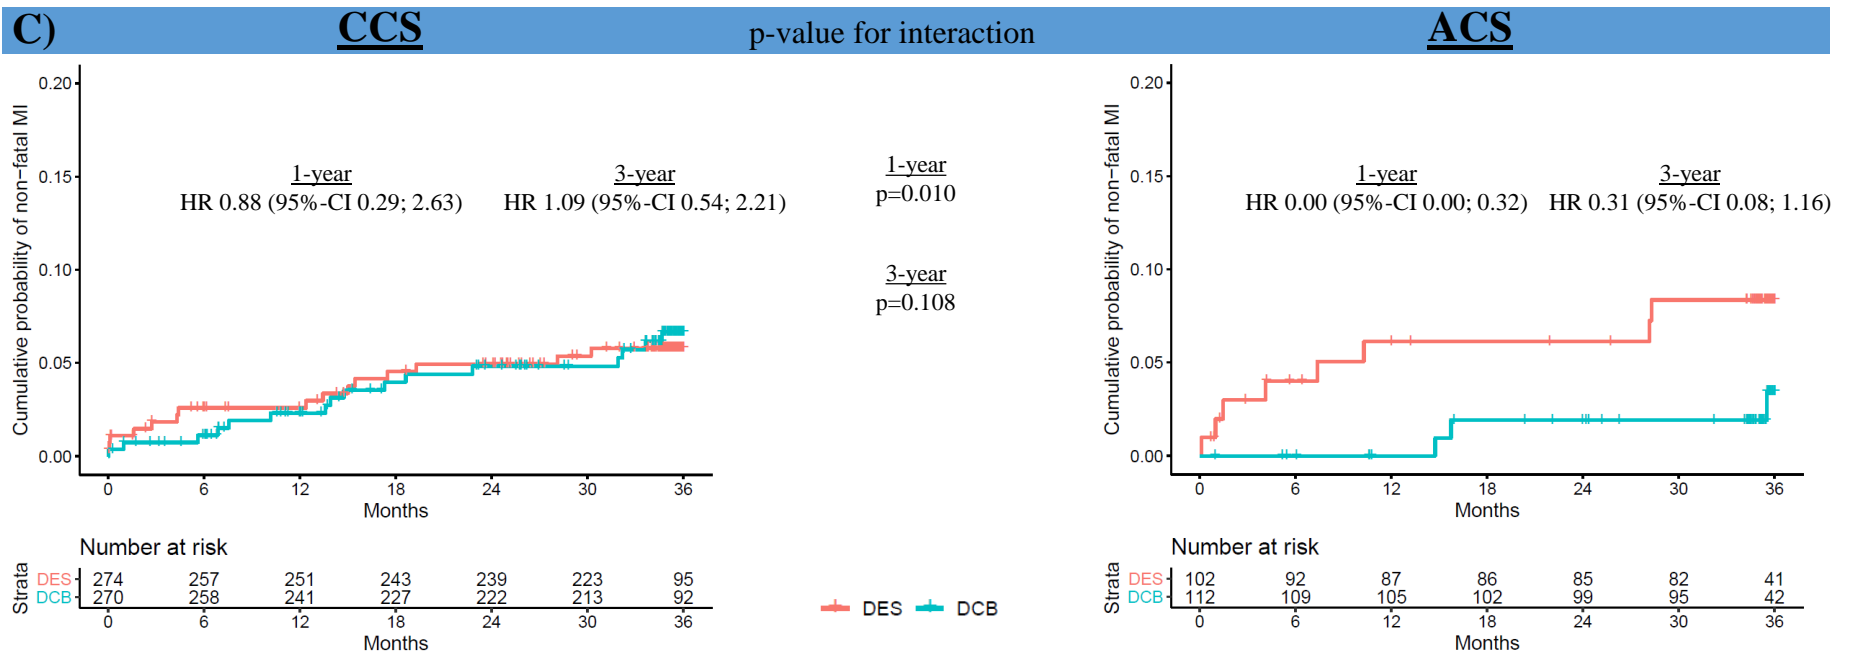 C) CCS p-value for interaction ACS
Cumulative probability of non−fatal MI
0.20
0.15
0.10
0.05
0.00
1-year
HR 0.88 (95%-CI 0.29; 2.63)
3-year
HR 1.09 (95%-CI 0.54; 2.21)
0 6 12 18 24 30 36
Months
1-year
p=0.010
3-year
p=0.108
Cumulative probability of non−fatal MI
0.20
0.15
0.10
0.05
0.00
1-year
HR 0.00 (95%-CI 0.00; 0.32)
3-year
HR 0.31 (95%-CI 0.08; 1.16)
0 6 12 18 24 30 36
Months
Number at risk
Strata
DES 274 257 251 243 239 223 95
DCB 270 258 241 227 222 213 92
0 6 12 18 24 30 36
Months
DES DCB
Number at risk
Strata
DES 102 92 87 86 85 82 41
DCB 112 109 105 102 99 95 42
0 6 12 18 24 30 36
Months